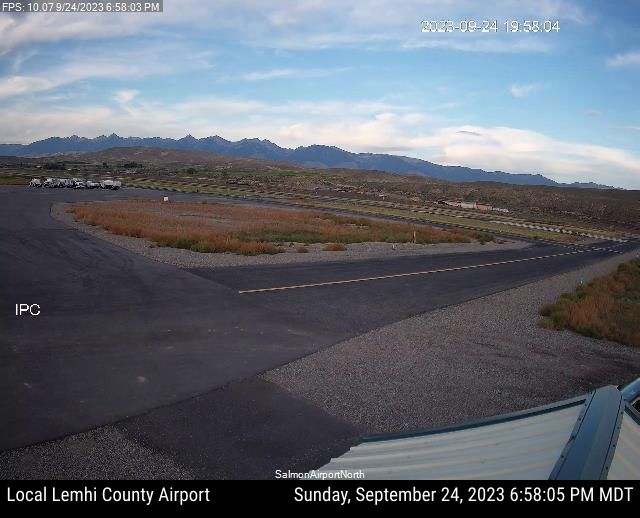 FPS: 10.07 9/24/2023 6:58:03 PM
2023-09-24 19:58:04
IPC
SalmonAirportNorth
Local Lemhi County Airport Sunday, September 24, 2023 6:58:05 PM MDT